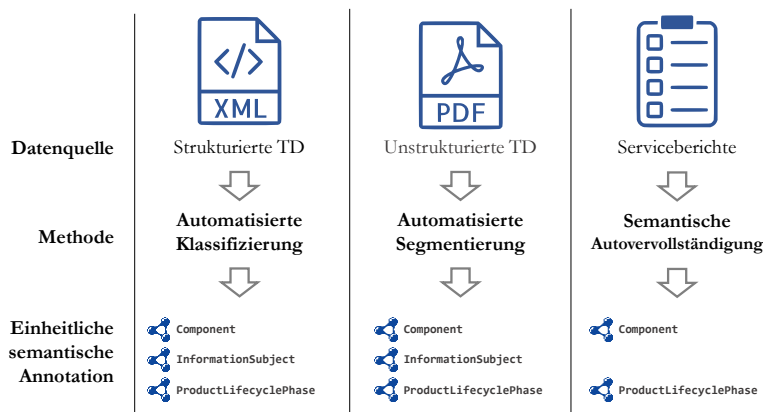 </>
XML
PDF
Datenquelle
Strukturierte TD
Unstrukturierte TD
Serviceberichte
Methode
Automatisierte
Klassifizierung
Automatisierte
Segmentierung
Semantische
Autovervollständigung
Einheitliche
semantische
Annotation
Component
InformationSubject
ProductLifecyclePhase
Component
InformationSubject
ProductLifecyclePhase
Component
ProductLifecyclePhase